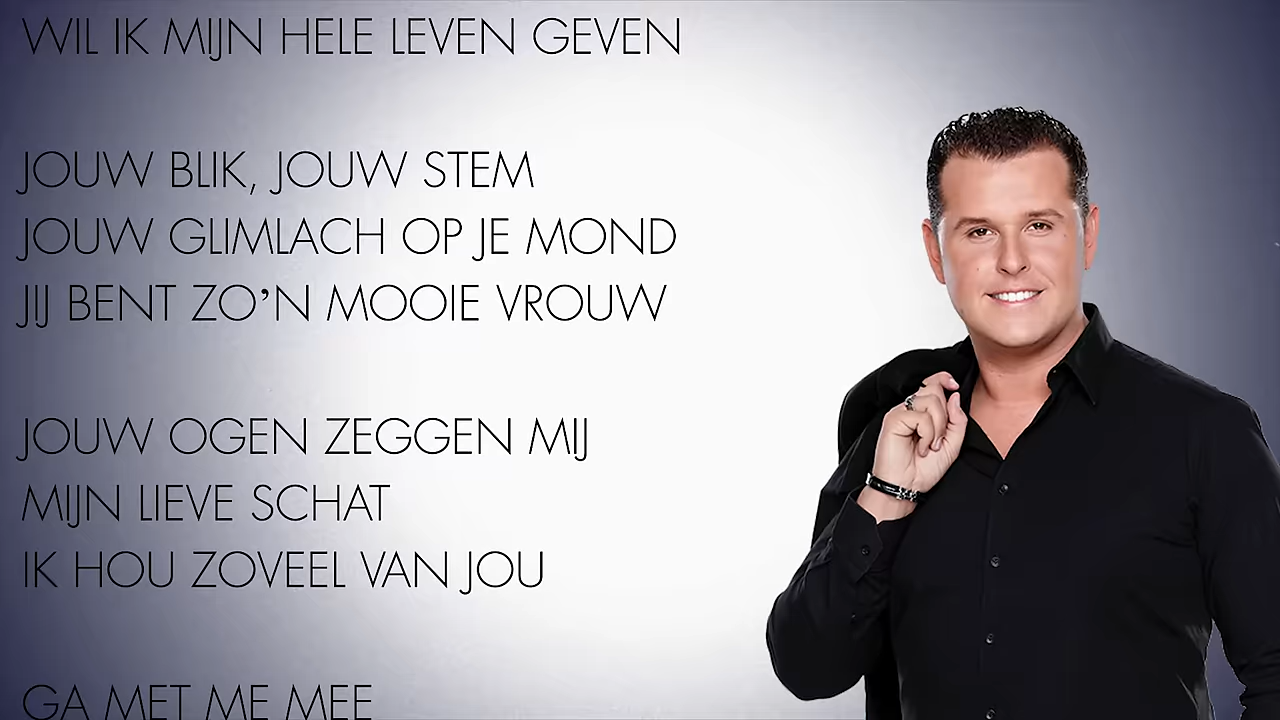 WIL IK MIJN HELE LEVEN GEVEN
JOUW BLIK, JOUW STEM
JOUW GLIMLACH OP JE MOND
JIJ BENT ZO'N MOOIE VROUW
JOUW OGEN ZEGGEN MIJ
MIJN LIEVE SCHAT
IK HOU ZOVEEL VAN JOU
GA MET ME MEE